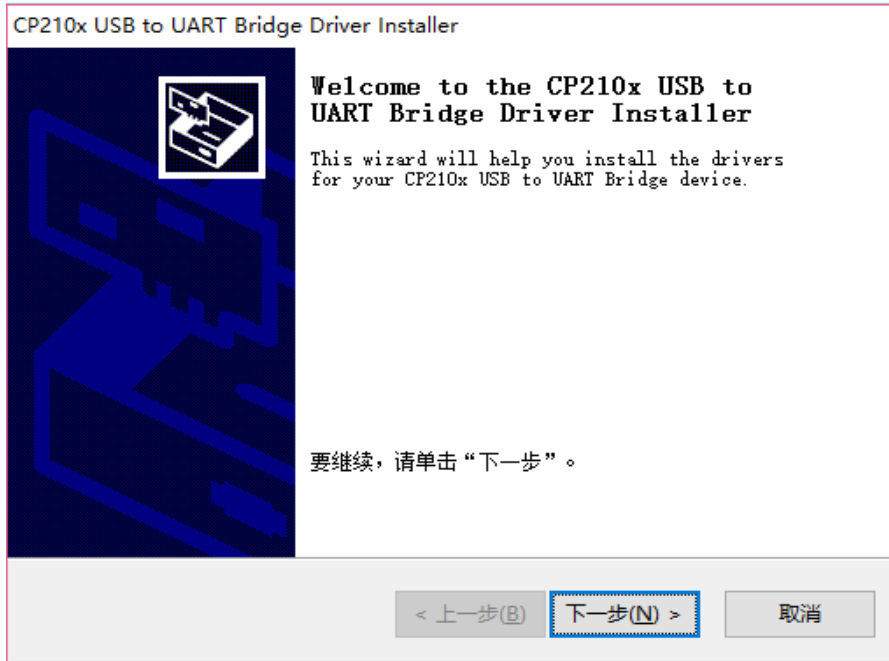 CP210x USB to UART Bridge Driver Installer
Welcome to the CP210x USB to
UART Bridge Driver Installer
This wizard will help you install the drivers
for your CP210x USB to UART Bridge device.
要继续，请单击“下一步”。
< 上一步(B)
下一步(N) >
取消